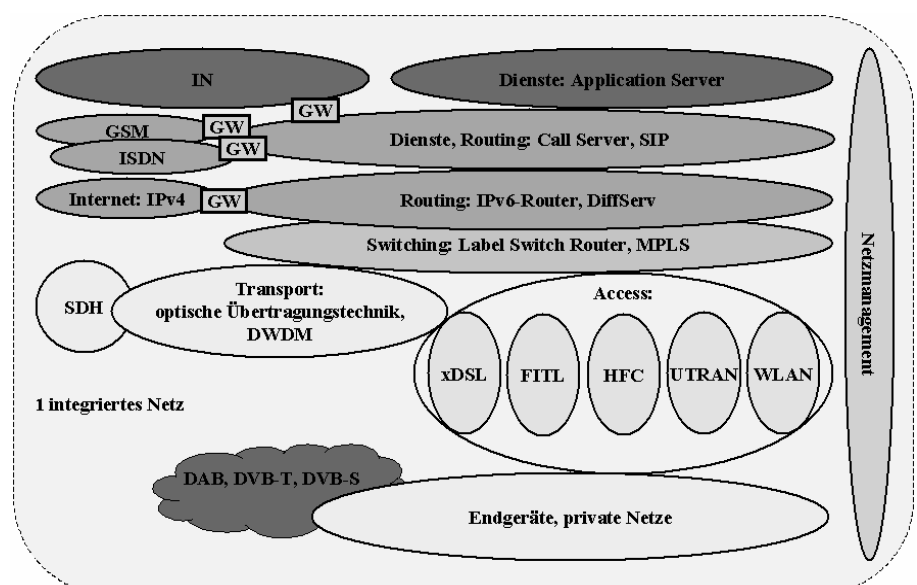 IN
Dienste: Application Server
GW
GSM
GW
ISDN
GW
Dienste, Routing: Call Server, SIP
Internet: IPv4
GW
Routing: IPv6-Router, DiffServ
Switching: Label Switch Router, MPLS
SDH
Transport:
optische Übertragungstechnik,
DWDM
Access:
xDSL
FITL
HFC
UTRAN
WLAN
1 integriertes Netz
DAB, DVB-T, DVB-S
Endgeräte, private Netze
Netzmanagement